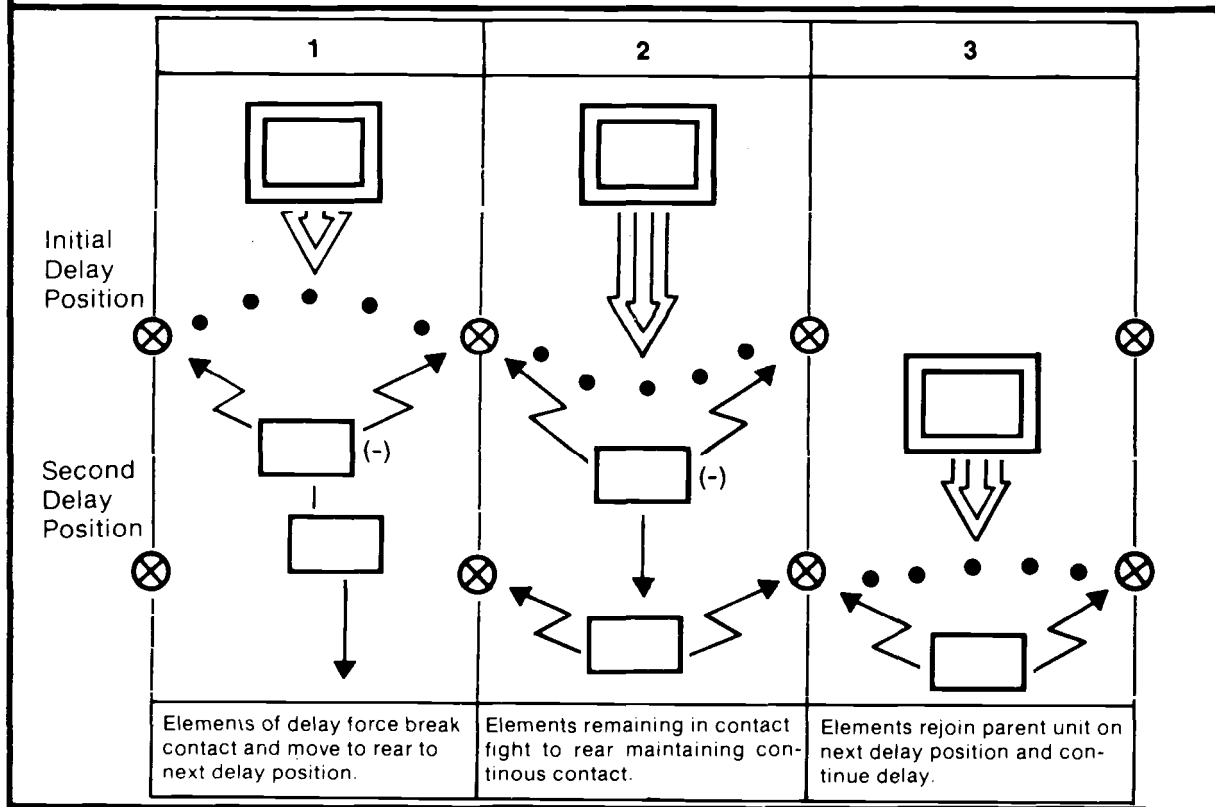 1
2
3
Initial
Delay
Position
(-)
(-)
Second
Delay
Position
Elements of delay force break
contact and move to rear to
next delay position.
Elements remaining in contact
fight to rear maintaining con-
tinous contact.
Elements rejoin parent unit on
next delay position and con-
tinue delay.